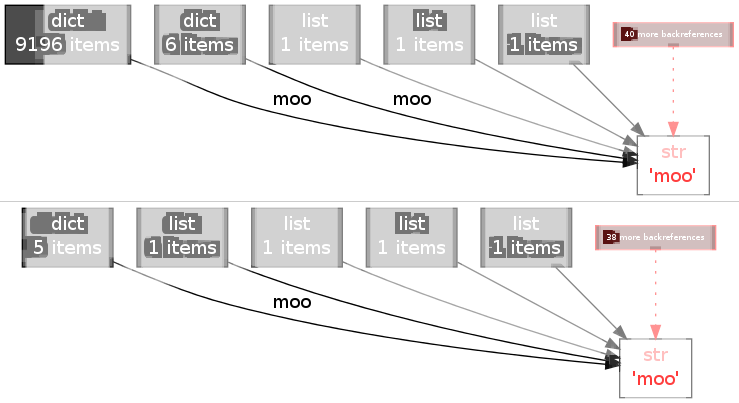 dict
9196 items
dict
6 items
list
1 items
list
1 items
list
1 items
40 more backreferences
moo
moo
str
'moo'
dict
5 items
list
1 items
list
1 items
list
1 items
list
1 items
38 more backreferences
moo
str
'moo'